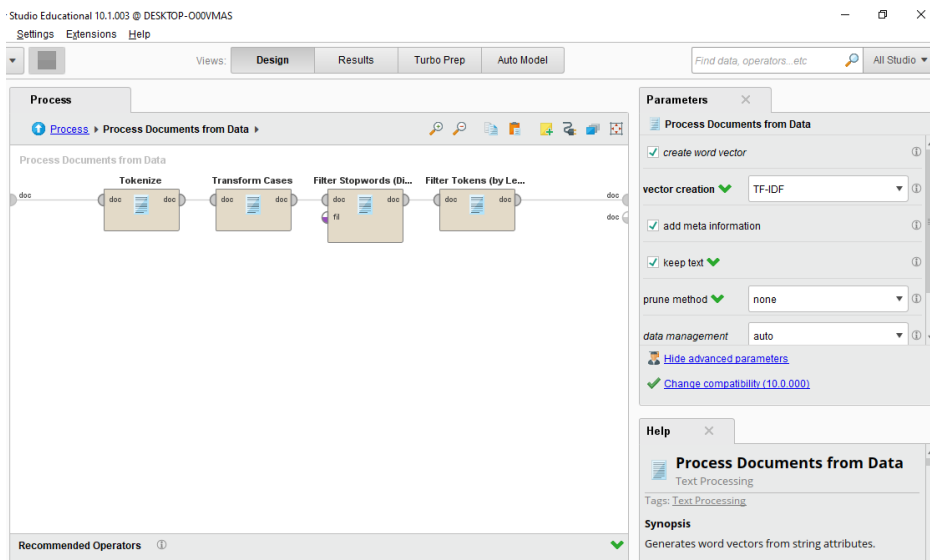 Studio Educational 10.1.003 @ DESKTOP-O00VMAS
Settings Extensions Help
Views: Design Results Turbo Prep Auto Model
Find data, operators...etc
All Studio
Process
Process Process Documents from Data
Process Documents from Data
doc
Tokenize
doc doc
Transform Cases
doc doc
Filter Stopwords (Di...
doc doc
fil
Filter Tokens (by Le...
doc doc
doc
doc
Recommended Operators
Parameters
Process Documents from Data
create word vector
vector creation TF-IDF
add meta information
keep text
prune method none
data management auto
Hide advanced parameters
Change compatibility (10.0.000)
Help
Process Documents from Data
Text Processing
Tags: Text Processing
Synopsis
Generates word vectors from string attributes.